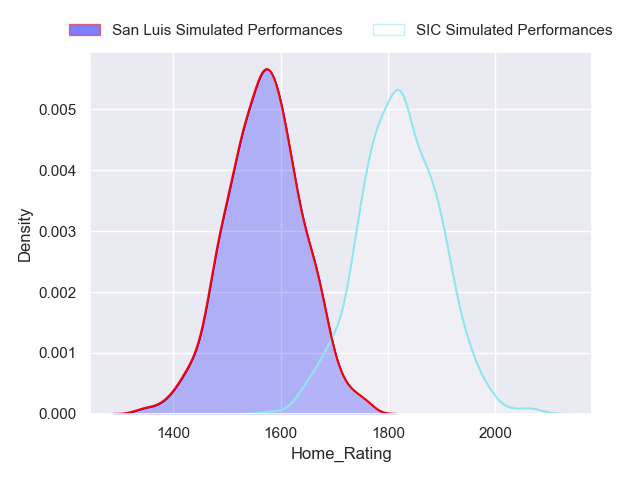 San Luis Simulated Performances SIC Simulated Performances
0.005
0.004
0.003
0.002
0.001
0.000
Density
1400 1600 1800 2000
Home_Rating